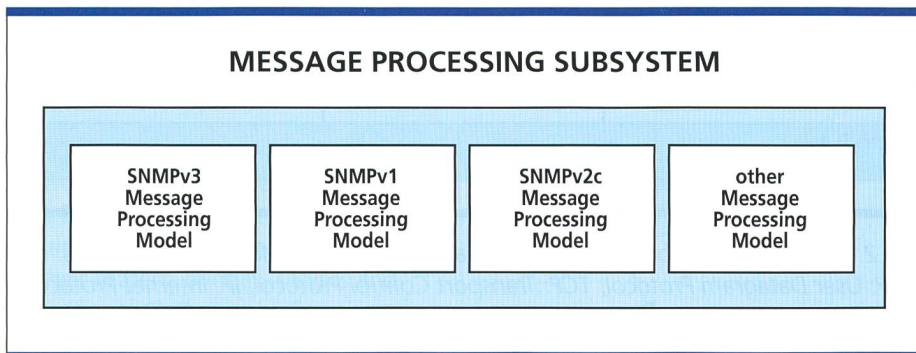 MESSAGE PROCESSING SUBSYSTEM
SNMPv3
Message
Processing
Model
SNMPv1
Message
Processing
Model
SNMPv2c
Message
Processing
Model
other
Message
Processing
Model